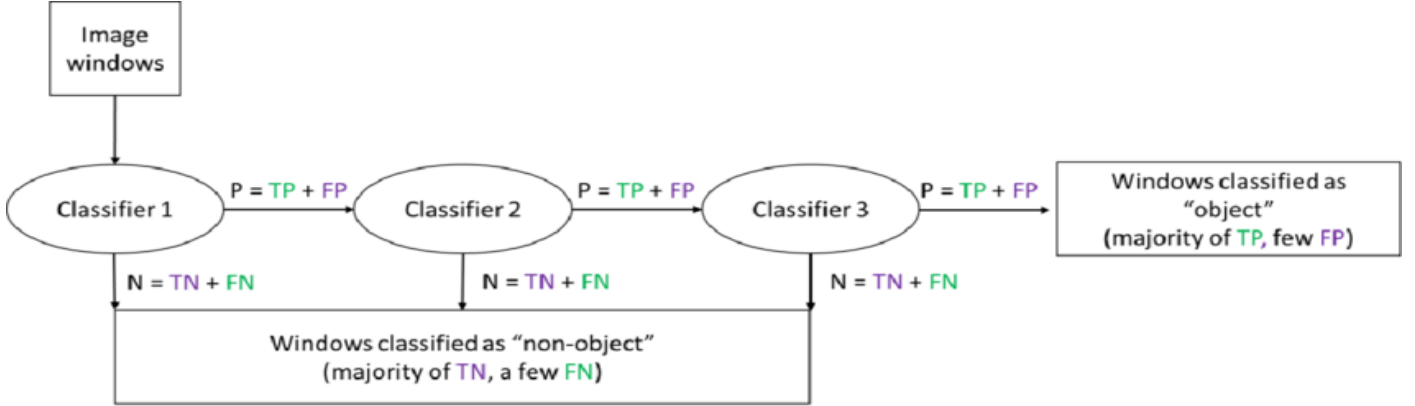 Image
windows
Classifier 1
P = TP + FP
Classifier 2
P = TP + FP
Classifier 3
P = TP + FP
Windows classified as
“object”
(majority of TP, few FP)
N = TN + FN
N = TN + FN
N = TN + FN
Windows classified as “non-object”
(majority of TN, a few FN)